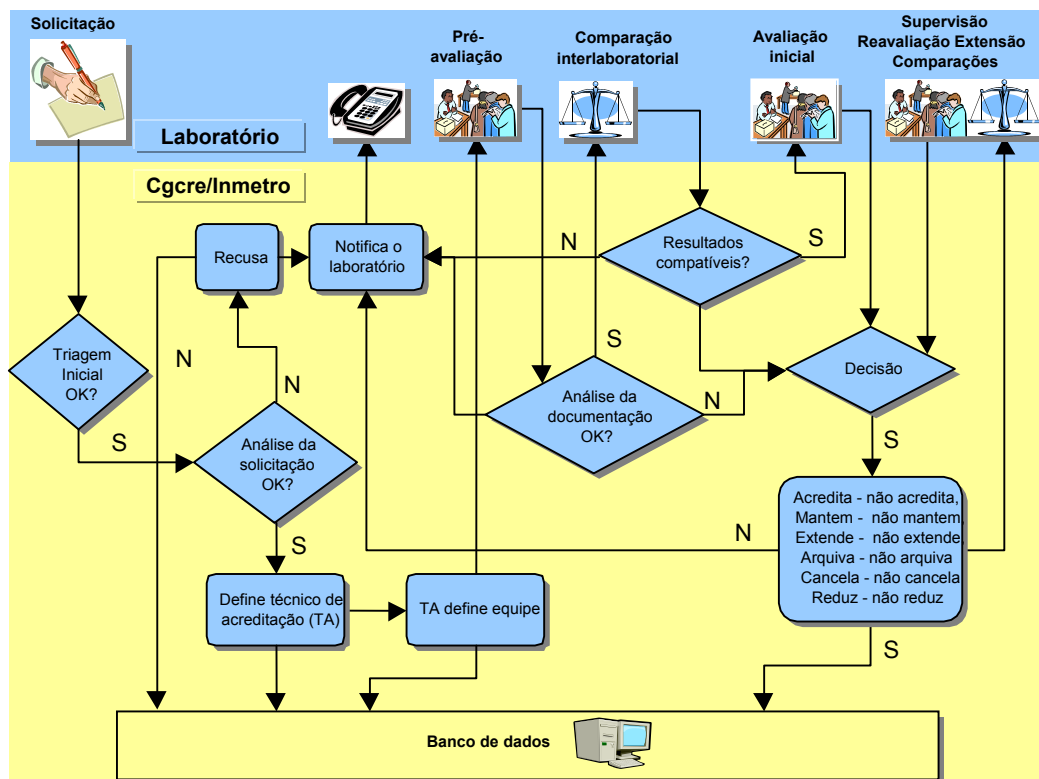 Solicitação
Pré-
avaliação
Comparação
interlaboratorial
Avaliação
inicial
Supervisão
Reavaliação Extensão
Comparações
Laboratório
Cgcre/Inmetro
Recusa
Notifica o
laboratório
N
Resultados
compatíveis?
S
Triagem
Inicial
OK?
N
N
S
S
Análise da
solicitação
OK?
Análise da
documentação
OK?
S
N
Decisão
S
Acredita - não acredita,
Mantem - não mantem,
Extende - não extende,
Arquiva - não arquiva
Cancela - não cancela
Reduz - não reduz
N
S
Define técnico de
acreditação (TA)
TA define equipe
Banco de dados